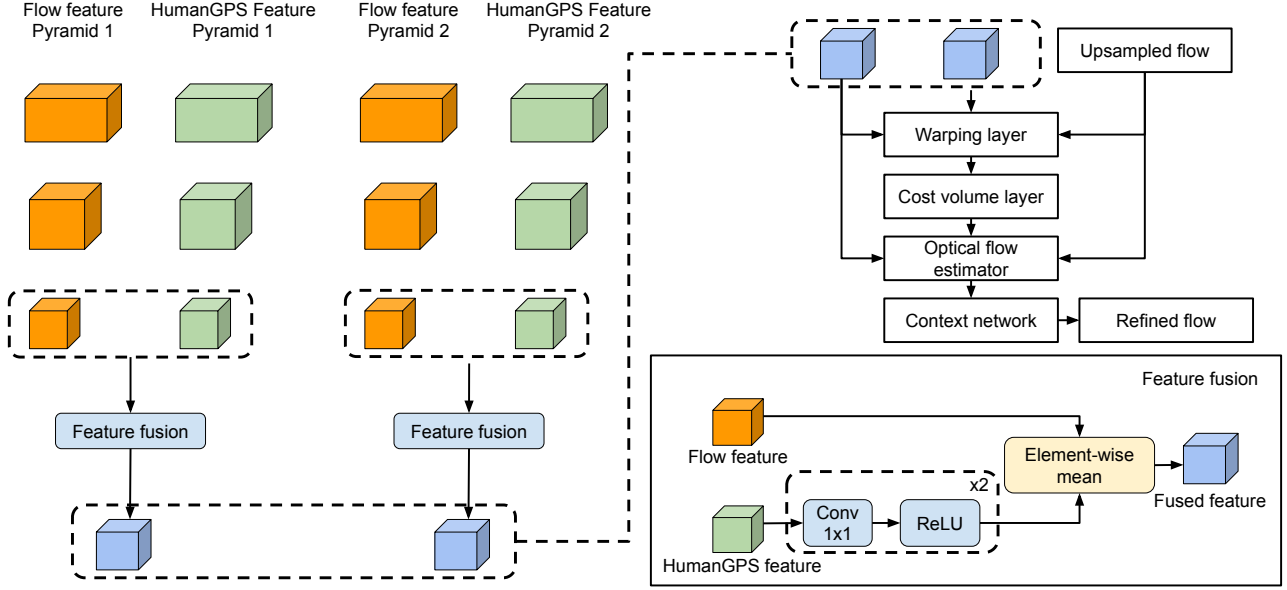 Flow feature
Pyramid 1
HumanGPS Feature
Pyramid 1
Flow feature
Pyramid 2
HumanGPS Feature
Pyramid 2
Feature fusion
Feature fusion
Upsampled flow
Warping layer
Cost volume layer
Optical flow
estimator
Context network
Refined flow
Feature fusion
Flow feature
Element-wise
mean
Fused feature
x2
Conv
1x1
ReLU
HumanGPS feature